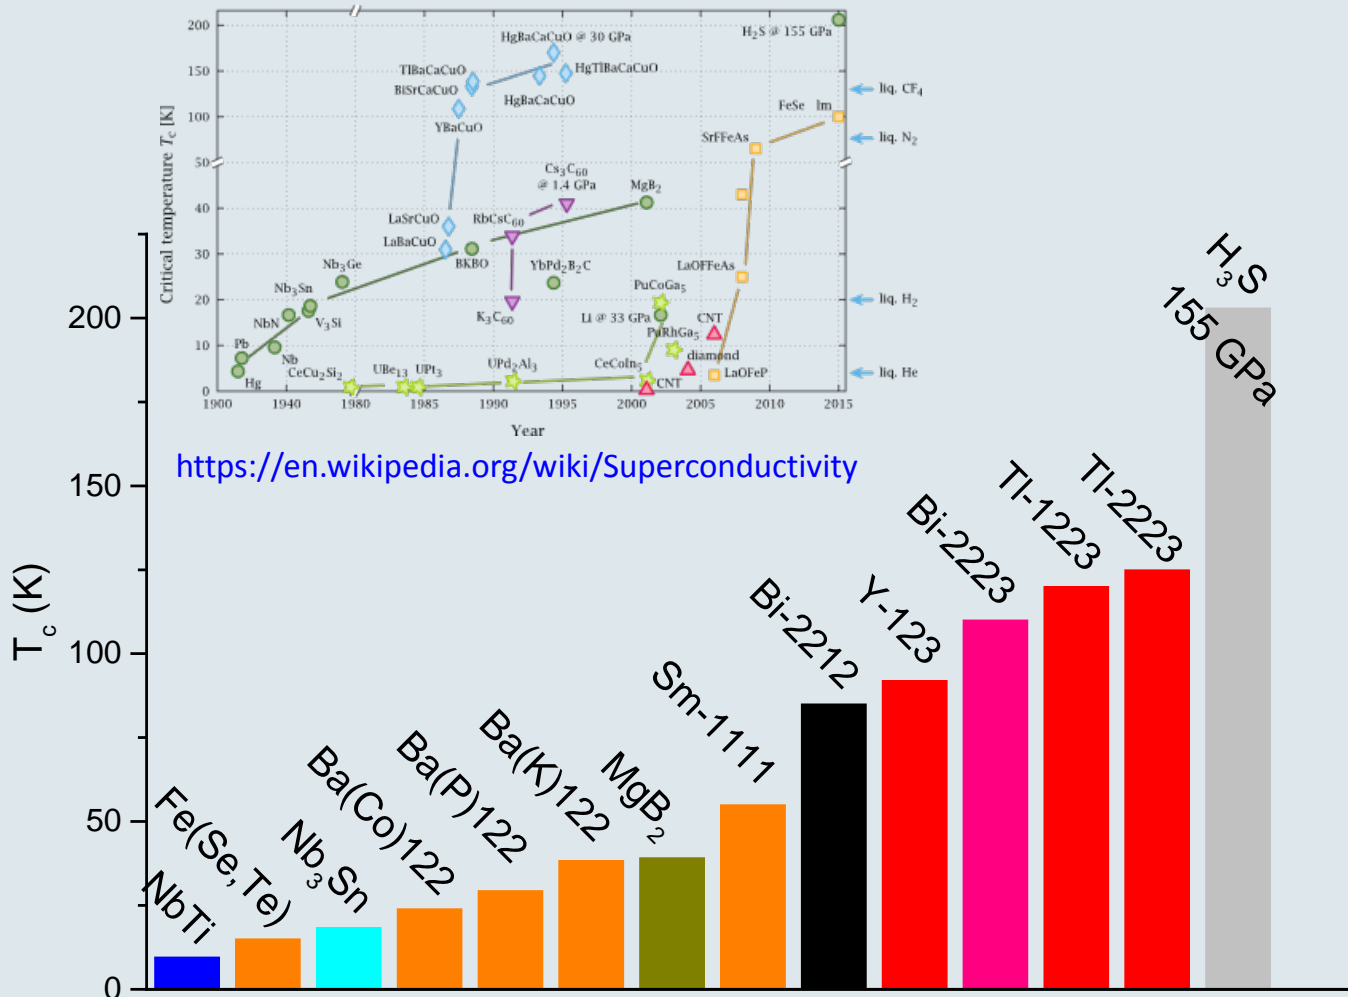 200
150
100
50
40
30
20
10
0
Critical temperature Tc [K]
1900
1940
1980
1985
1990
1995
2000
2005
2010
2015
Year
HgBaCaCuO @ 30 GPa
H2S @ 155 GPa
TlBaCaCuO
HgTlBaCaCuO
BiSrCaCuO
HgBaCaCuO
YBaCuO
FeSe lm
SrFFeAs
Cs3C60
@ 1.4 GPa
MgB2
LaSrCuO
RbCsC60
LaBaCuO
BKBO
YbPd2B2C
LaOFFeAs
Nb3Ge
Nb3Sn
PuCoGa5
NbN
V3Si
K3C60
Li @ 33 GPa
PuRhGa5
CNT
Pb
Nb
Hg
CeCu2Si2
UBe13
UPt3
UPd2Al3
CeCoIn5
diamond
CNT
LaOFeP
liq. CF4
liq. N2
liq. H2
liq. He
https://en.wikipedia.org/wiki/Superconductivity
Tc (K)
200
150
100
50
0
NbTi
Fe(Se,Te)
Nb3Sn
Ba(Co)122
Ba(P)122
Ba(K)122
MgB2
Sm-1111
Bi-2212
Y-123
Bi-2223
Tl-1223
Tl-2223
H3S
155 GPa